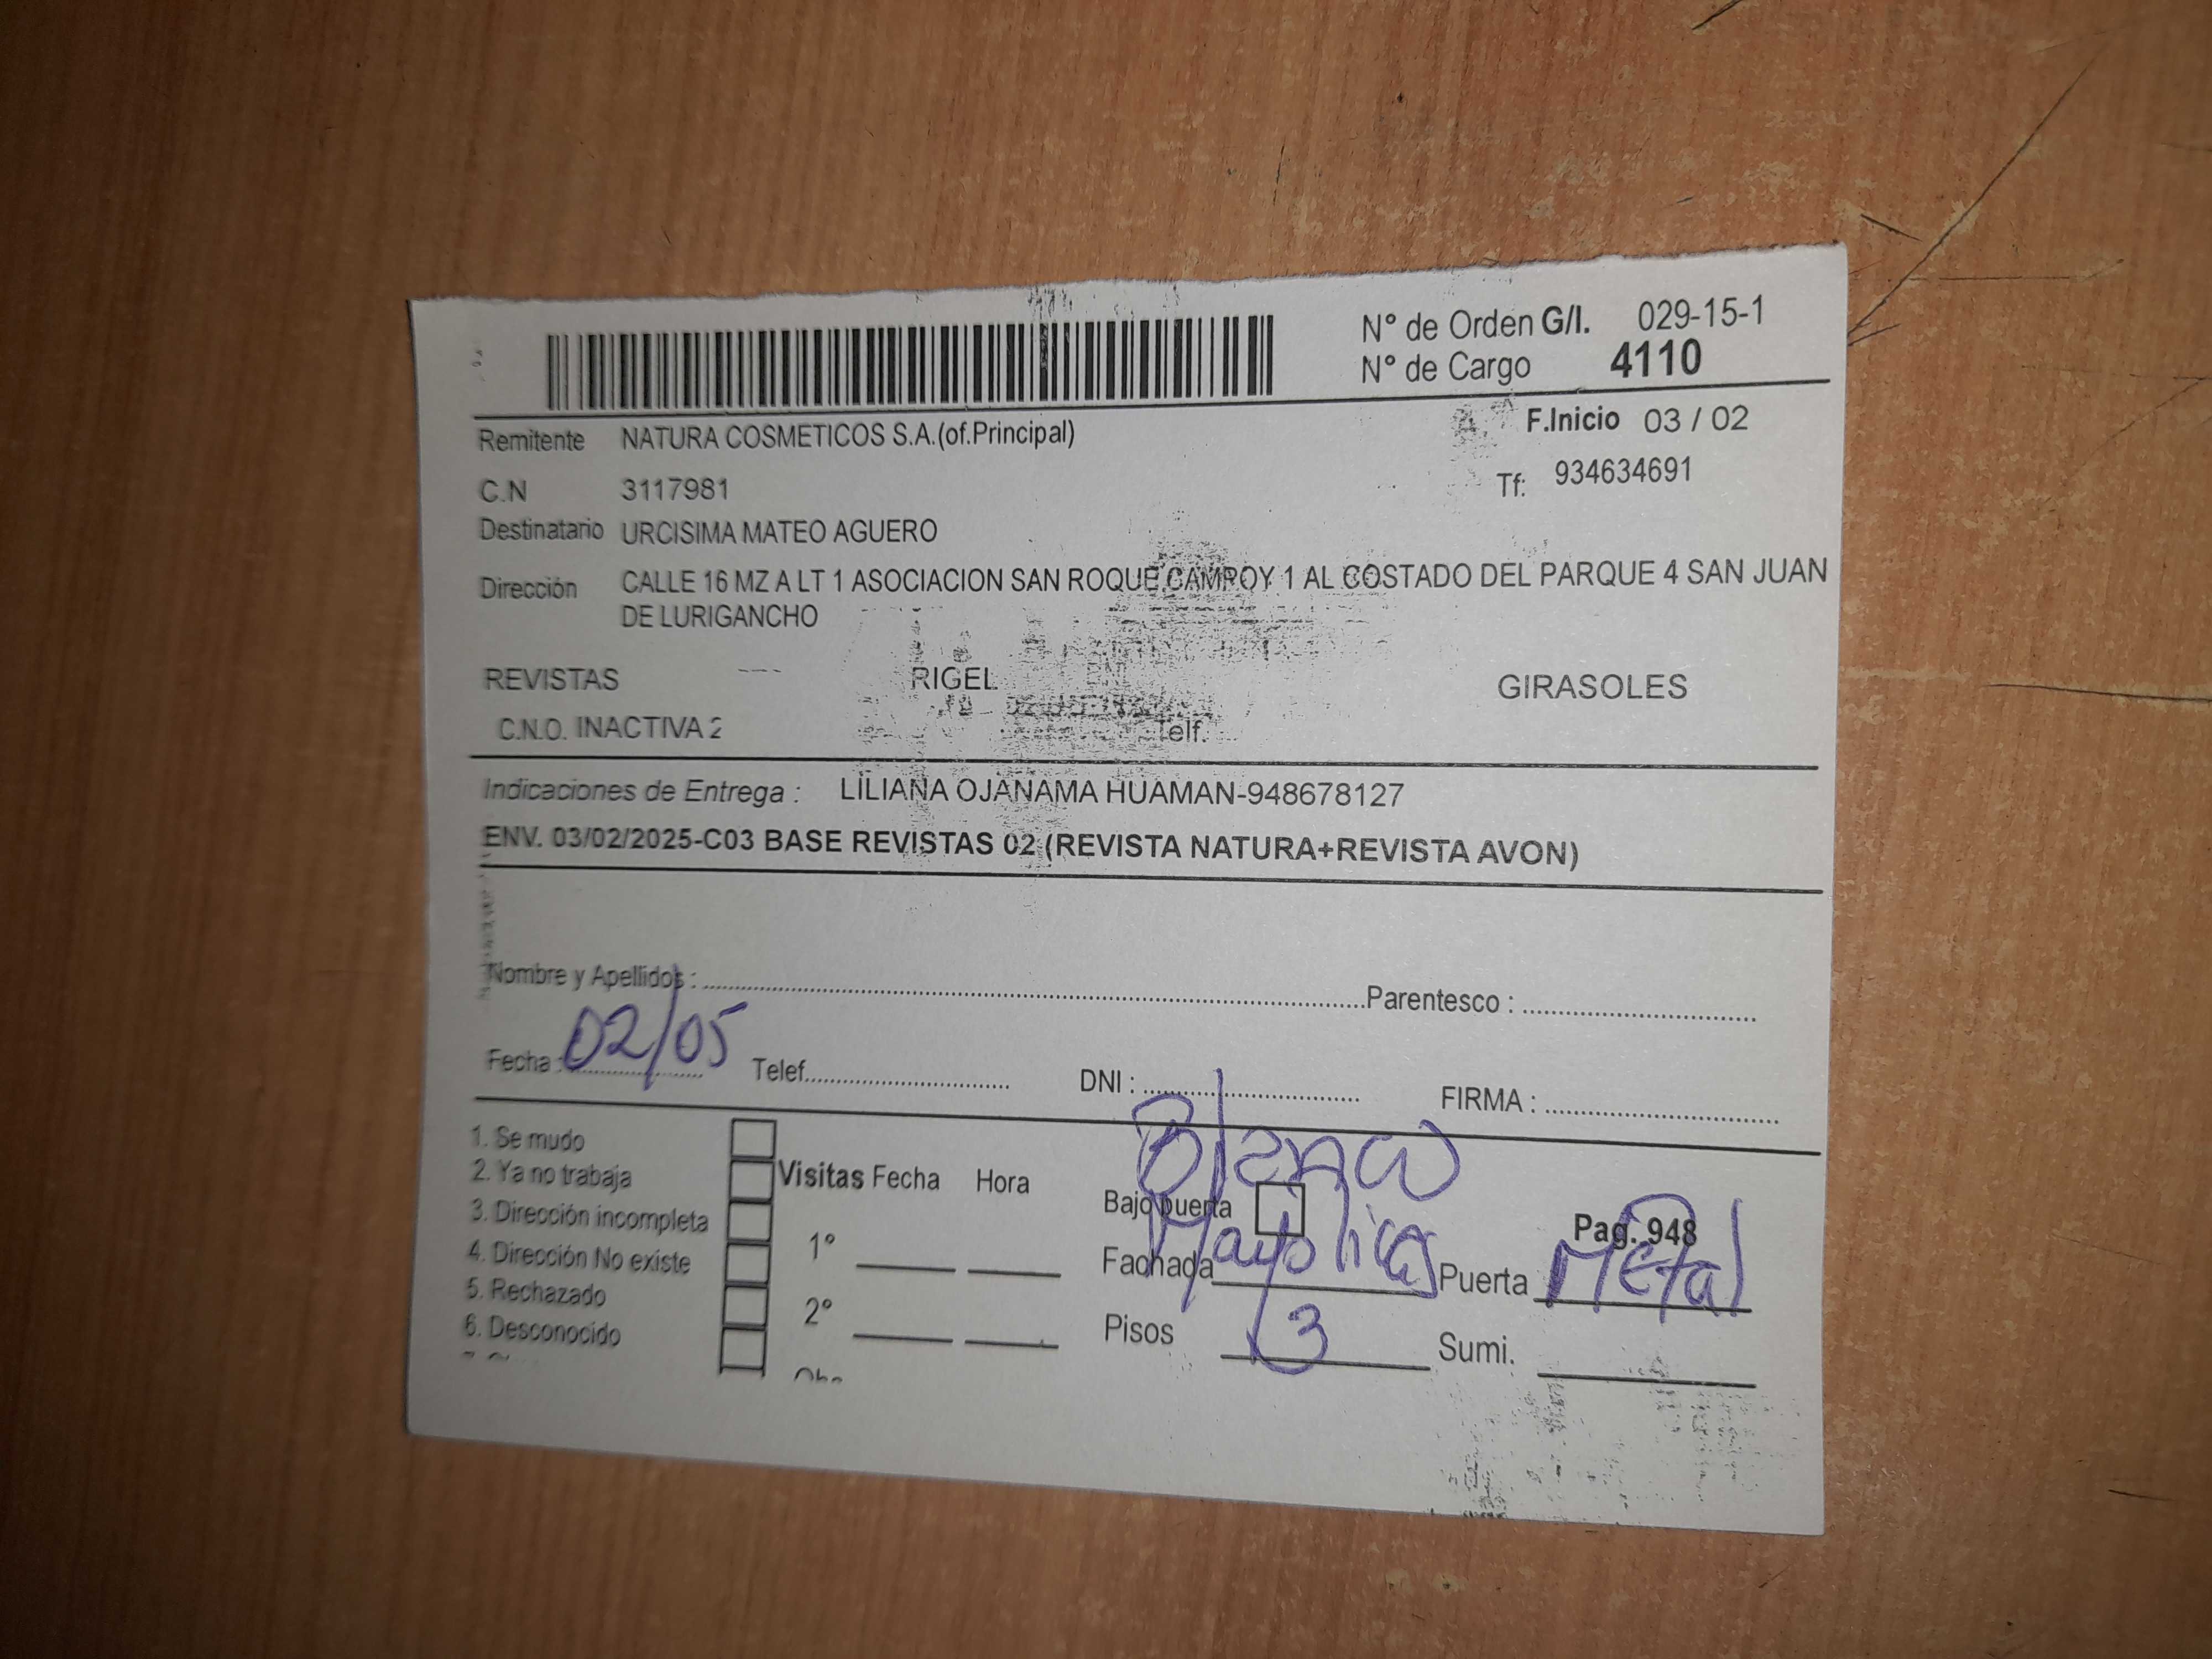 N° de Orden G/I. 029-15-1
N° de Cargo 4110
F.Inicio 03 / 02
Remitente NATURA COSMETICOS S.A.(of.Principal)
Tf: 934634691
C.N 3117981
Destinatario URCISIMA MATEO AGUERO
Dirección CALLE 16 MZ A LT 1 ASOCIACION SAN ROQUE CAMPOY 1 AL COSTADO DEL PARQUE 4 SAN JUAN
DE LURIGANCHO
REVISTAS RIGEL GIRASOLES
C.N.O. INACTIVA 2 Telf.
Indicaciones de Entrega : LILIANA OJANAMA HUAMAN-948678127
ENV. 03/02/2025-C03 BASE REVISTAS 02 (REVISTA NATURA+REVISTA AVON)
Nombre y Apellidos : Parentesco :
Fecha : 02/05 Telef. DNI : FIRMA :
1. Se mudo
2. Ya no trabaja
3. Dirección incompleta
4. Dirección No existe
5. Rechazado
6. Desconocido
Visitas Fecha Hora
1°
2°
Blanco
Bajo puerta Pag. 948
Fachada Mayolica Puerta Metal
Pisos 3 Sumi.